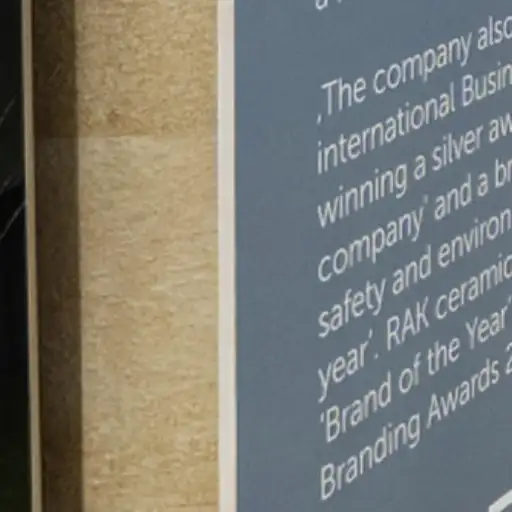 ,The company also
international Busin
winning a silver aw
company' and a br
safety and environ
year'. RAK ceramic
'Brand of the Year'
Branding Awards 2